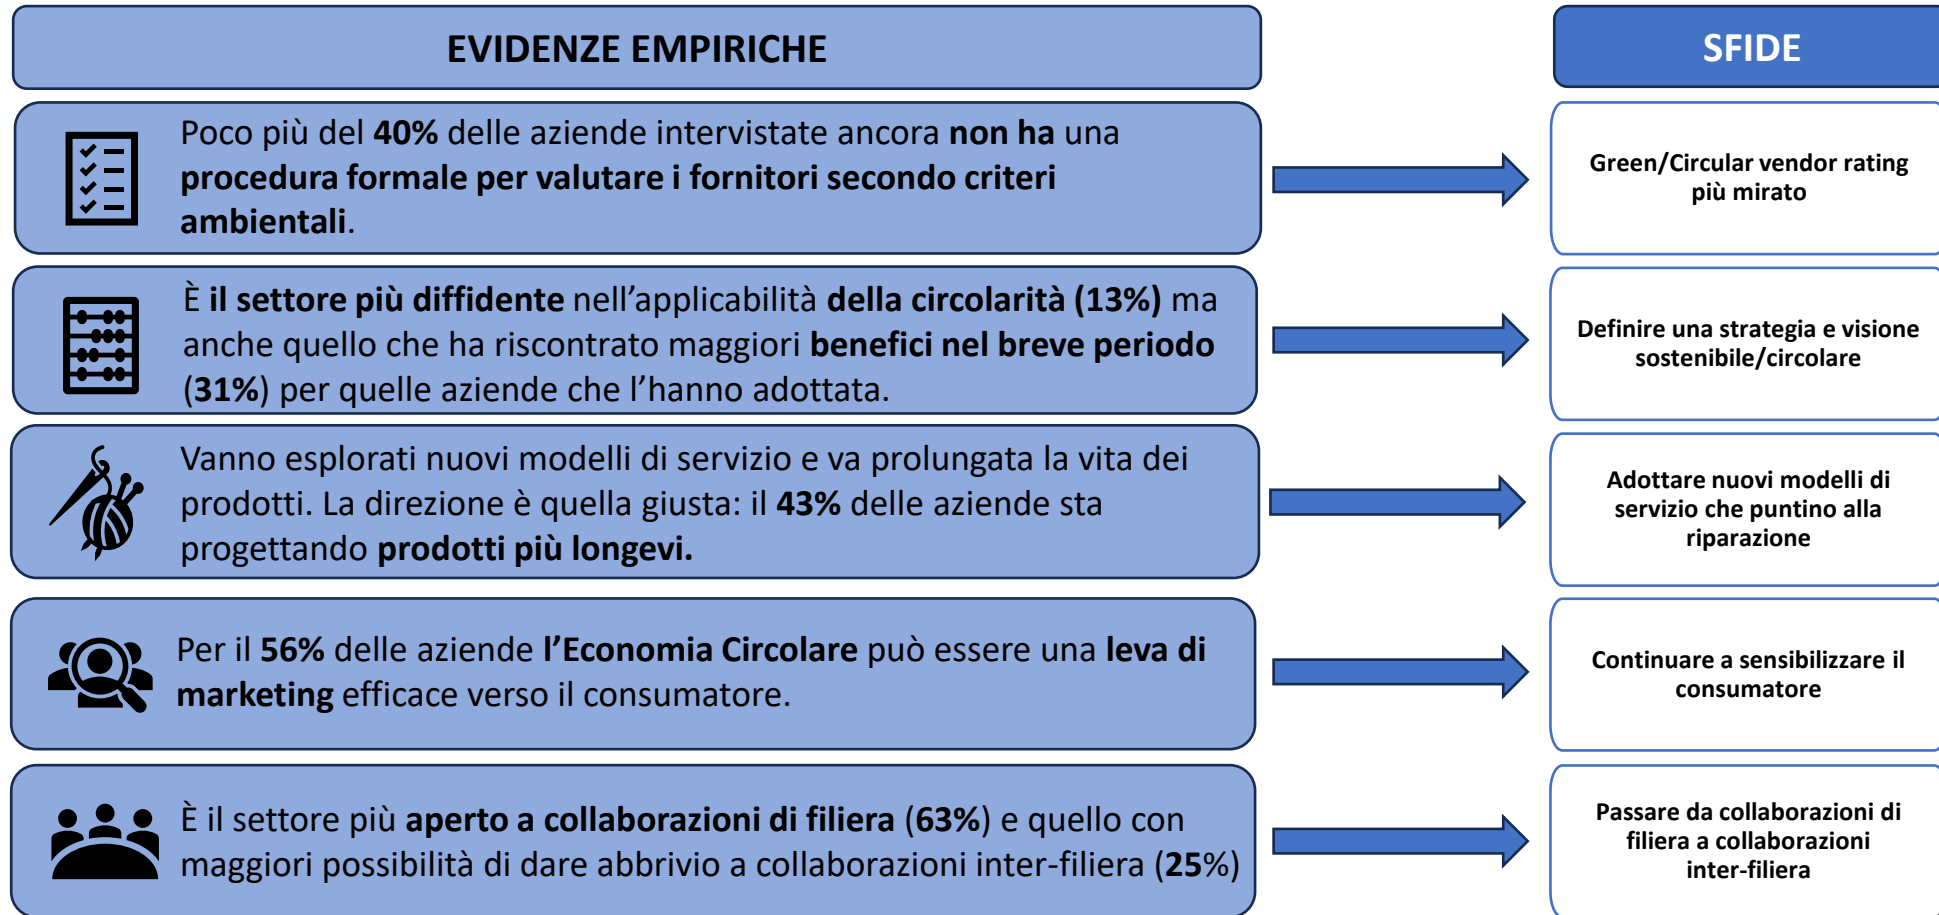 EVIDENZE EMPIRICHE
SFIDE
Poco più del 40% delle aziende intervistate ancora non ha una
procedura formale per valutare i fornitori secondo criteri
ambientali.
Green/Circular vendor rating
più mirato
È il settore più diffidente nell’applicabilità della circolarità (13%) ma
anche quello che ha riscontrato maggiori benefici nel breve periodo
(31%) per quelle aziende che l’hanno adottata.
Definire una strategia e visione
sostenibile/circolare
Vanno esplorati nuovi modelli di servizio e va prolungata la vita dei
prodotti. La direzione è quella giusta: il 43% delle aziende sta
progettando prodotti più longevi.
Adottare nuovi modelli di
servizio che puntino alla
riparazione
Per il 56% delle aziende l’Economia Circolare può essere una leva di
marketing efficace verso il consumatore.
Continuare a sensibilizzare il
consumatore
È il settore più aperto a collaborazioni di filiera (63%) e quello con
maggiori possibilità di dare abbrivio a collaborazioni inter-filiera (25%)
Passare da collaborazioni di
filiera a collaborazioni
inter-filiera